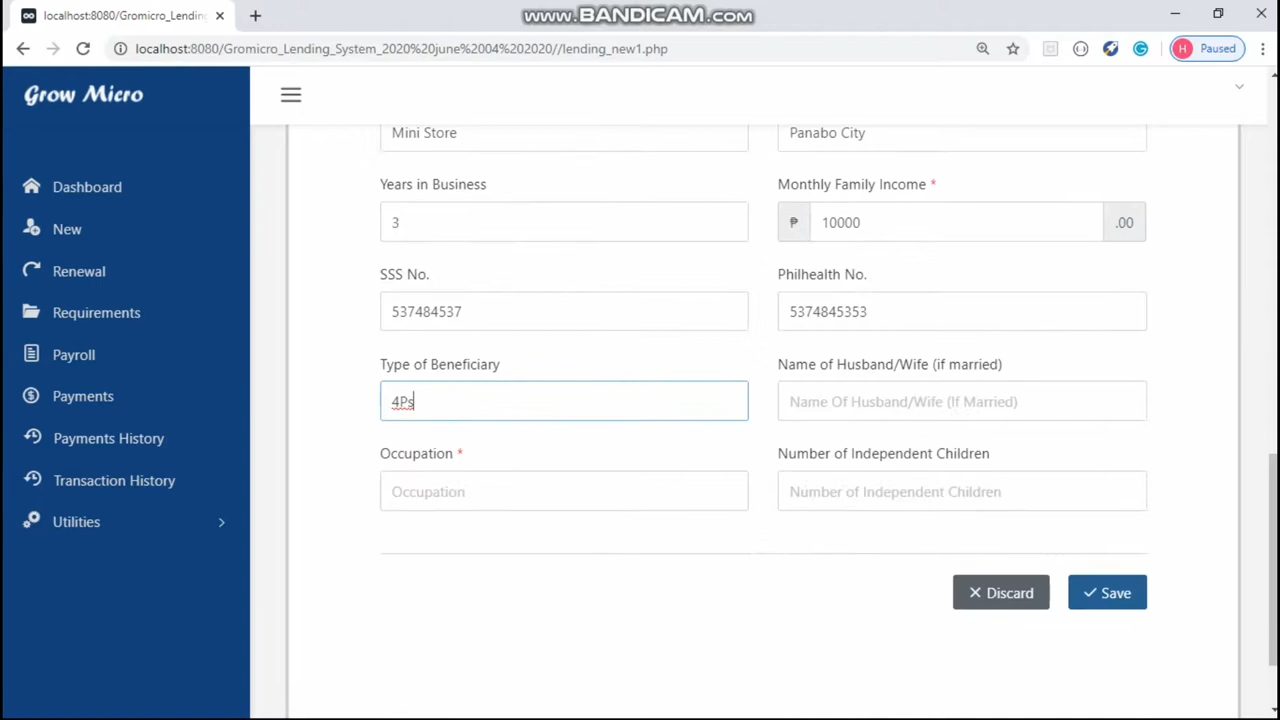 localhost:8080/Gromicro_Lending
www.BANDICAM.com
localhost:8080/Gromicro_Lending_System_2020%20june%2004%202020//lending_new1.php
H Paused
Grow Micro
Dashboard
New
Renewal
Requirements
Payroll
Payments
Payments History
Transaction History
Utilities
Mini Store
Panabo City
Years in Business
Monthly Family Income *
3
₱ 10000 .00
SSS No.
Philhealth No.
537484537
5374845353
Type of Beneficiary
Name of Husband/Wife (if married)
4Ps
Name Of Husband/Wife (If Married)
Occupation *
Number of Independent Children
Occupation
Number of Independent Children
Discard
Save